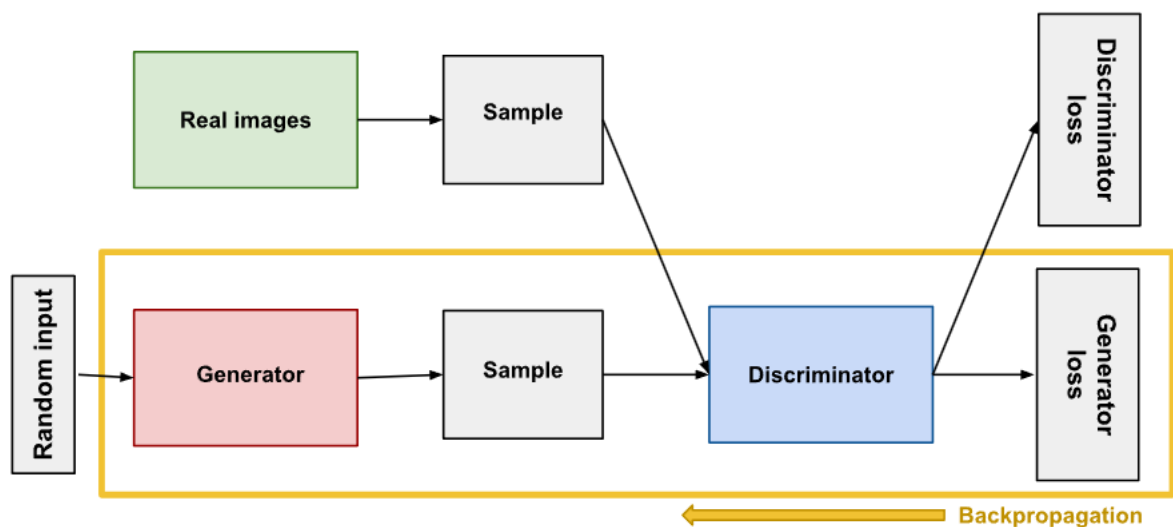 Real images
Sample
Discriminator
loss
Random input
Generator
Sample
Discriminator
Generator
loss
Backpropagation